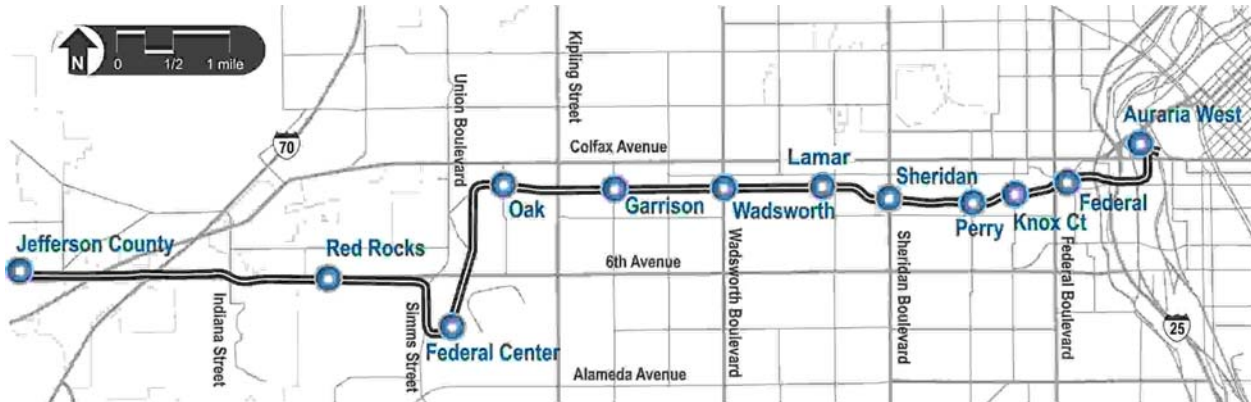 N
0 1/2 1 mile
70
Union Boulevard
Kipling Street
Colfax Avenue
Auraria West
Lamar
Sheridan
Oak
Garrison
Wadsworth
Perry
Knox Ct
Federal
Jefferson County
Red Rocks
6th Avenue
Indiana Street
Simms Street
Federal Center
Wadsworth Boulevard
Sheridan Boulevard
Federal Boulevard
25
Alameda Avenue